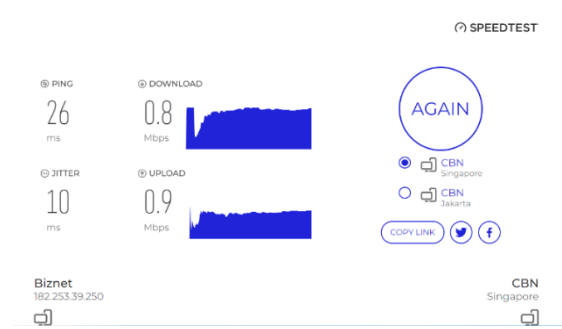 SPEEDTEST
PING
26
ms
DOWNLOAD
0.8
Mbps
JITTER
10
ms
UPLOAD
0.9
Mbps
AGAIN
CBN
Singapore
CBN
Jakarta
COPY LINK
Biznet
182.253.39.250
CBN
Singapore